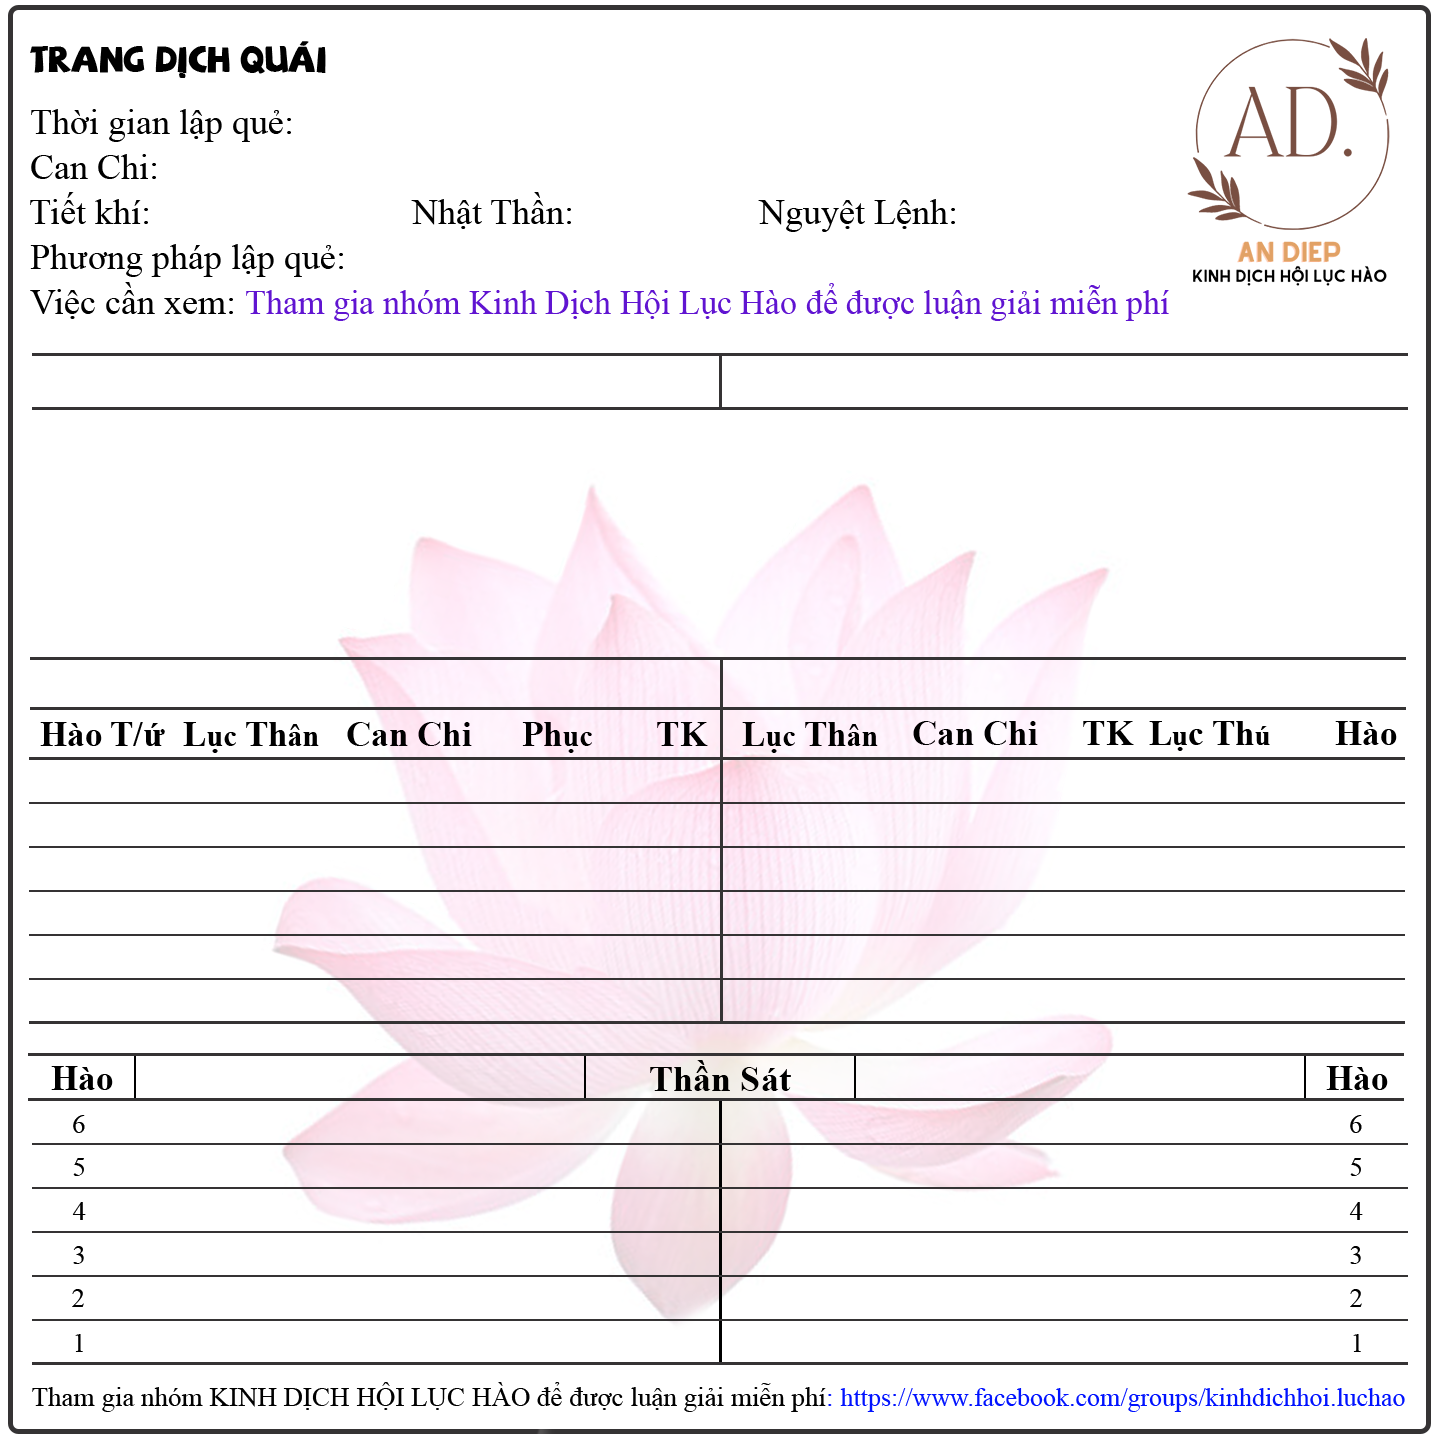 TRANG DỊCH QUÁI
AD.
AN DIEP
KINH DỊCH HỘI LỤC HÀO
Thời gian lập quẻ:
Can Chi:
Tiết khí: Nhật Thần: Nguyệt Lệnh:
Phương pháp lập quẻ:
Việc cần xem: Tham gia nhóm Kinh Dịch Hội Lục Hào để được luận giải miễn phí
Hào T/ứ Lục Thân Can Chi Phục TK Lục Thân Can Chi TK Lục Thú Hào
Hào Thần Sát Hào
6 6
5 5
4 4
3 3
2 2
1 1
Tham gia nhóm KINH DỊCH HỘI LỤC HÀO để được luận giải miễn phí: https://www.facebook.com/groups/kinhdichhoi.luchao